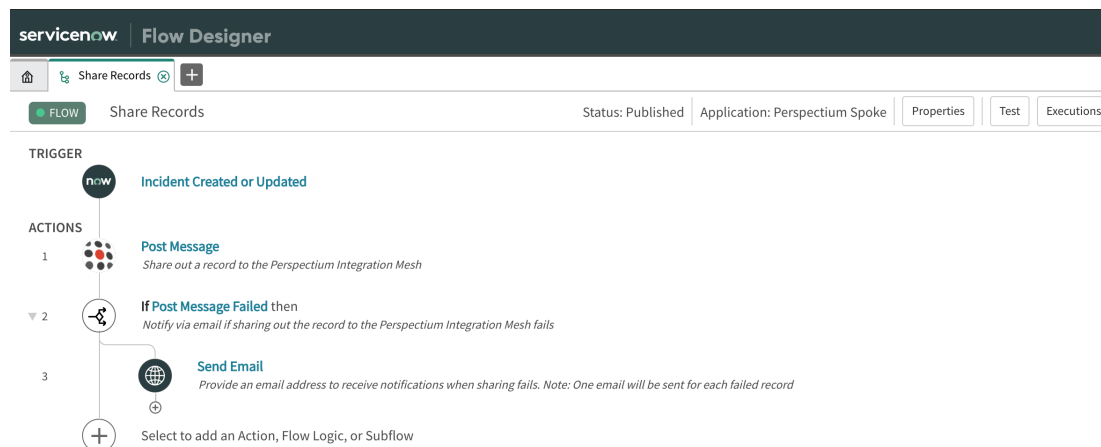 servicenow Flow Designer
Share Records
FLOW Share Records Status: Published Application: Perspectium Spoke Properties Test Executions
TRIGGER
now Incident Created or Updated
ACTIONS
1 Post Message
Share out a record to the Perspectium Integration Mesh
2 If Post Message Failed then
Notify via email if sharing out the record to the Perspectium Integration Mesh fails
3 Send Email
Provide an email address to receive notifications when sharing fails. Note: One email will be sent for each failed record
Select to add an Action, Flow Logic, or Subflow